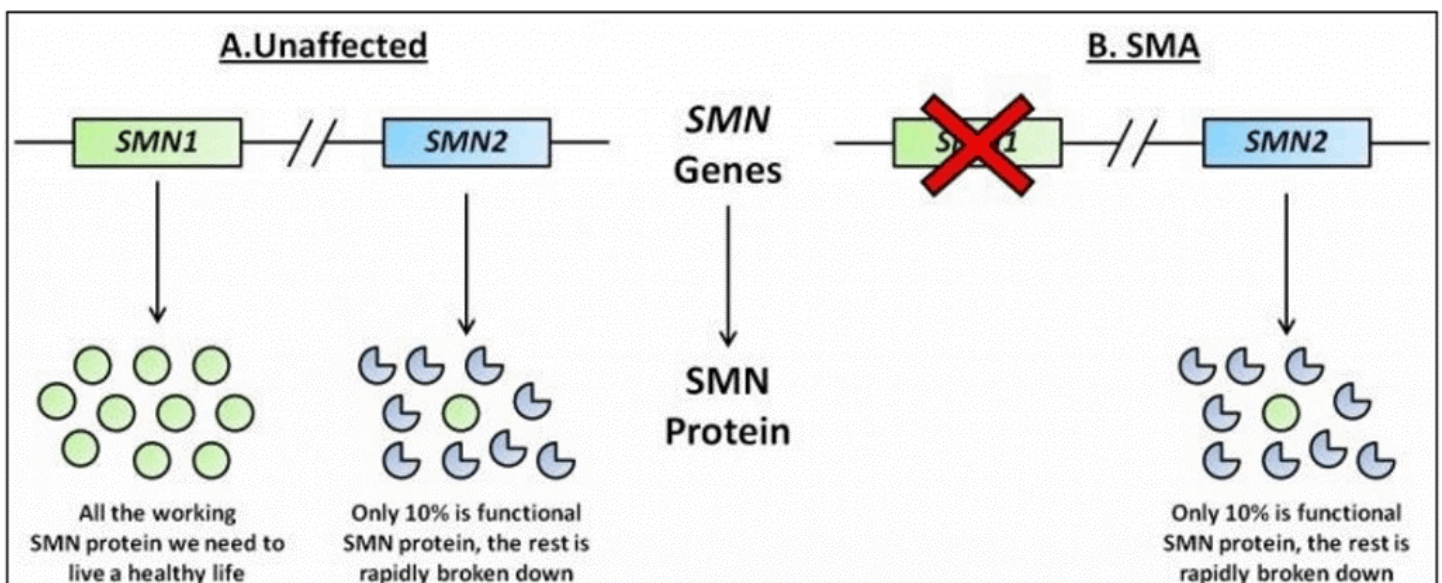 A.Unaffected
B. SMA
SMN1
SMN2
SMN
Genes
SMN2
SMN
Protein
All the working
SMN protein we need to
live a healthy life
Only 10% is functional
SMN protein, the rest is
rapidly broken down
Only 10% is functional
SMN protein, the rest is
rapidly broken down